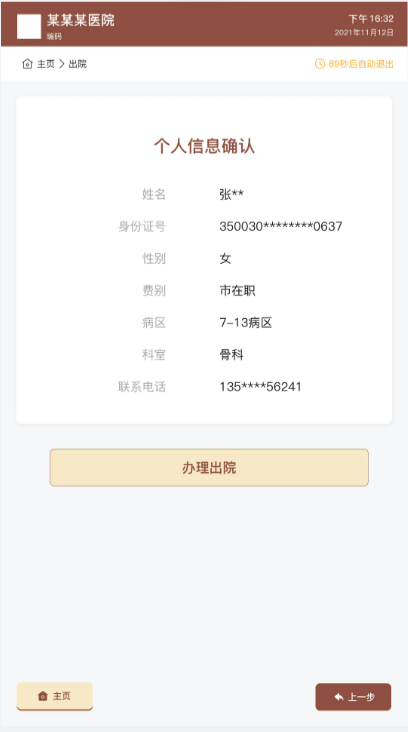 某某某医院
编码
下午 16:32
2021年11月12日
主页 > 出院
89秒后自动退出
个人信息确认
姓名 张**
身份证号 350030********0637
性别 女
费别 市在职
病区 7-13病区
科室 骨科
联系电话 135****56241
办理出院
主页
上一步